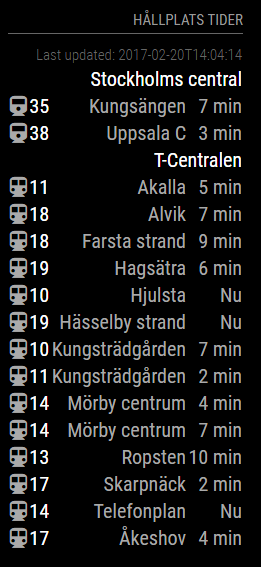 HÅLLPLATS TIDER
Last updated: 2017-02-20T14:04:14
Stockholms central
35 Kungsängen 7 min
38 Uppsala C 3 min
T-Centralen
11 Akalla 5 min
18 Alvik 7 min
18 Farsta strand 9 min
19 Hagsätra 6 min
10 Hjulsta Nu
19 Hässelby strand Nu
10 Kungsträdgården 7 min
11 Kungsträdgården 2 min
14 Mörby centrum 4 min
14 Mörby centrum 7 min
13 Ropsten 10 min
17 Skarpnäck 2 min
14 Telefonplan Nu
17 Åkeshov 4 min